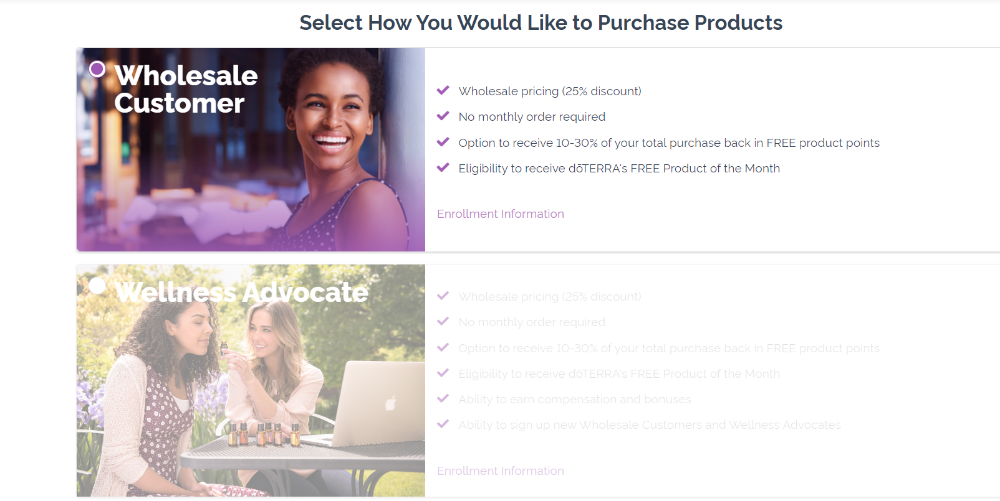 Select How You Would Like to Purchase Products
Wholesale
Customer
Wholesale pricing (25% discount)
No monthly order required
Option to receive 10-30% of your total purchase back in FREE product points
Eligibility to receive dōTERRA's FREE Product of the Month
Enrollment Information
Wellness Advocate
Wholesale pricing (25% discount)
No monthly order required
Option to receive 10-30% of your total purchase back in FREE product points
Eligibility to receive dōTERRA's FREE Product of the Month
Ability to earn compensation and bonuses
Ability to sign up new Wholesale Customers and Wellness Advocates
Enrollment Information